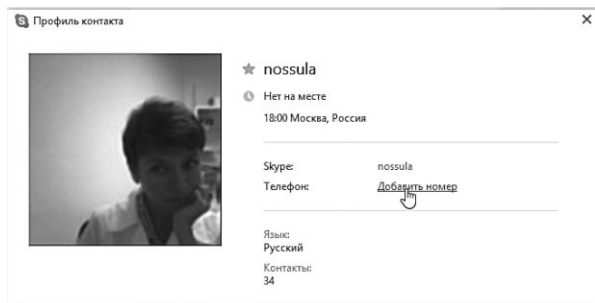 Профиль контакта
nossula
Нет на месте
18:00 Москва, Россия
Skype: nossula
Телефон: Добавить номер
Язык:
Русский
Контакты:
34